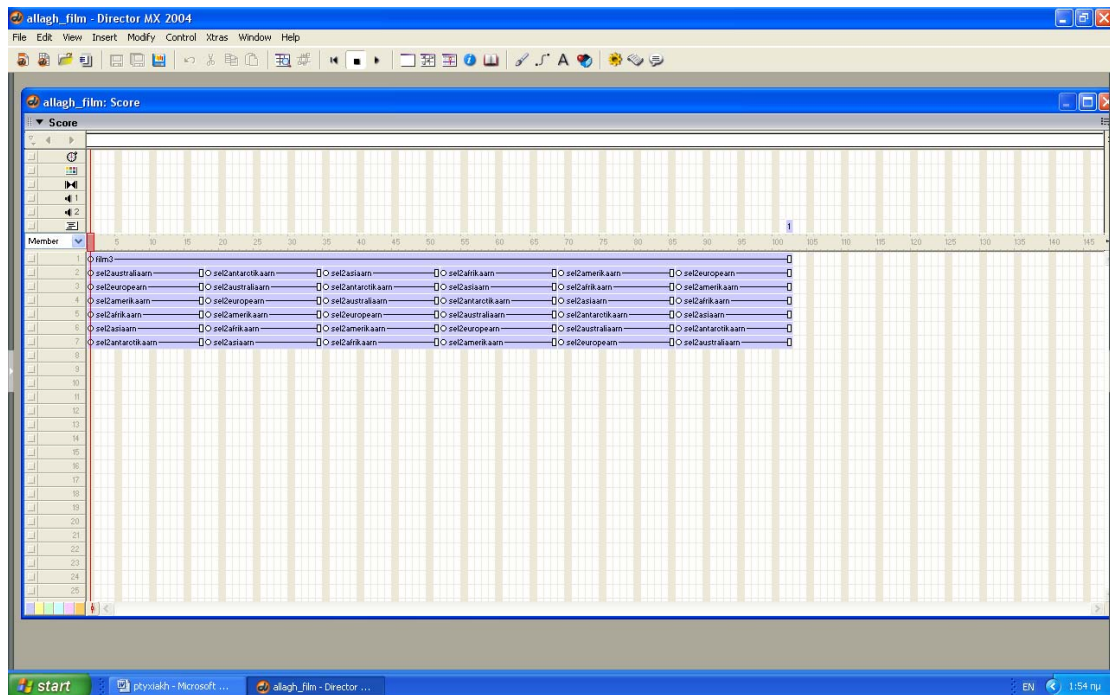 allagh_film - Director MX 2004
File Edit View Insert Modify Control Xtras Window Help
allagh_film: Score
Score
1
2
1
Member 5 10 15 20 25 30 35 40 45 50 55 60 65 70 75 80 85 90 95 100 105 110 115 120 125 130 135 140 145
1 film3
2 sel2australiaarn sel2antarctikaarn sel2asiaarn sel2afrikaarn sel2amerikaarn sel2europearn
3 sel2europearn sel2australiaarn sel2antarctikaarn sel2asiaarn sel2afrikaarn sel2amerikaarn
4 sel2amerikaarn sel2europearn sel2australiaarn sel2antarctikaarn sel2asiaarn sel2afrikaarn
5 sel2afrikaarn sel2amerikaarn sel2europearn sel2australiaarn sel2antarctikaarn sel2asiaarn
6 sel2asiaarn sel2afrikaarn sel2amerikaarn sel2europearn sel2australiaarn sel2antarctikaarn
7 sel2antarctikaarn sel2asiaarn sel2afrikaarn sel2amerikaarn sel2europearn sel2australiaarn
8
9
10
11
12
13
14
15
16
17
18
19
20
21
22
23
24
25
start ptyxiakh - Microsoft ... allagh_film - Director ... EN 1:54 πμ